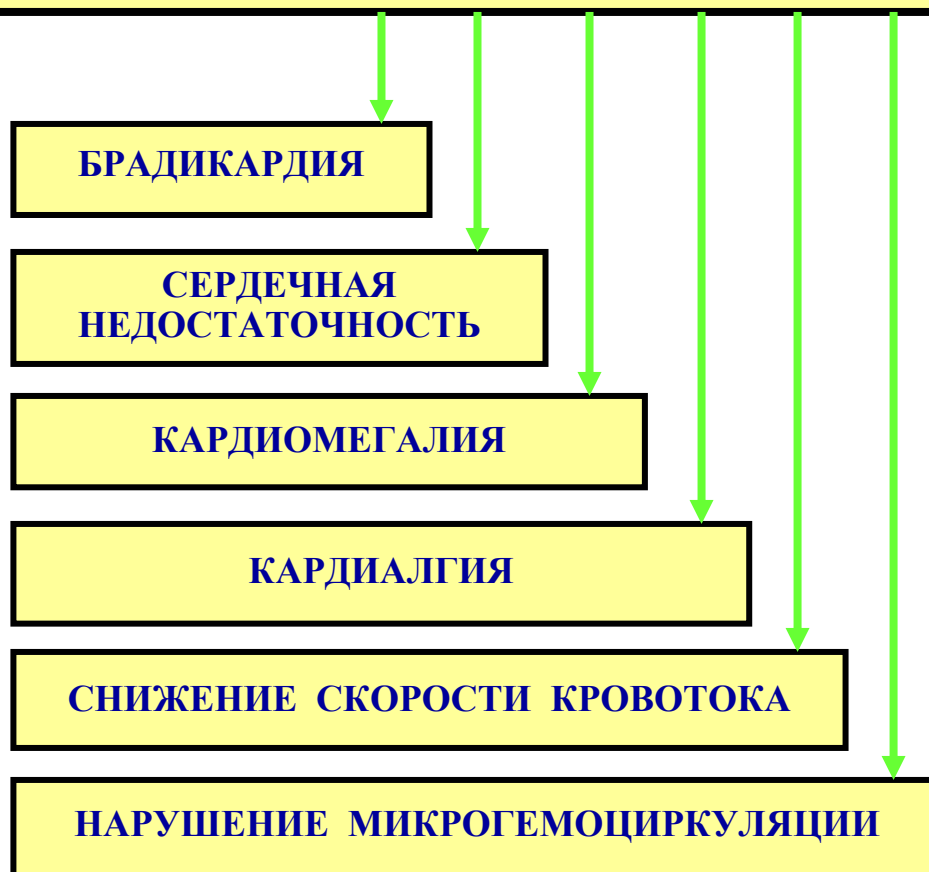 БРАДИКАРДИЯ
СЕРДЕЧНАЯ
НЕДОСТАТОЧНОСТЬ
КАРДИОМЕГАЛИЯ
КАРДИАЛГИЯ
СНИЖЕНИЕ СКОРОСТИ КРОВОТОКА
НАРУШЕНИЕ МИКРОГЕМОЦИРКУЛЯЦИИ